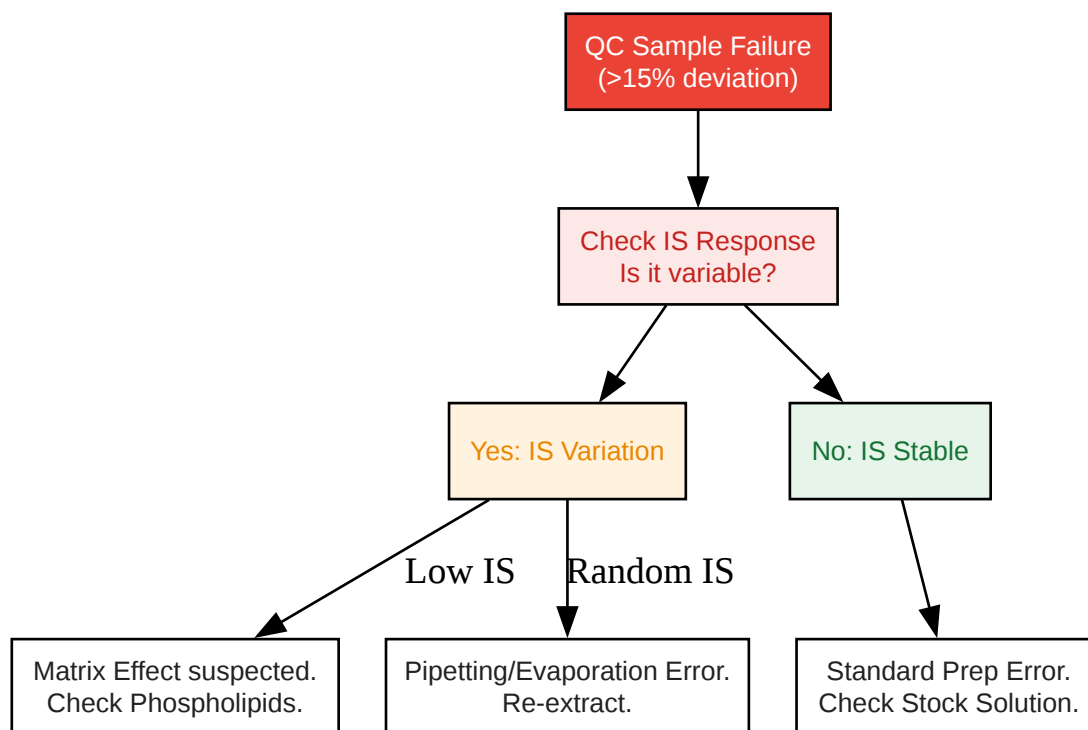 QC Sample Failure
(>15% deviation)
Check IS Response
Is it variable?
Yes: IS Variation
No: IS Stable
Low IS
Random IS
Matrix Effect suspected.
Check Phospholipids.
Pipetting/Evaporation Error.
Re-extract.
Standard Prep Error.
Check Stock Solution.